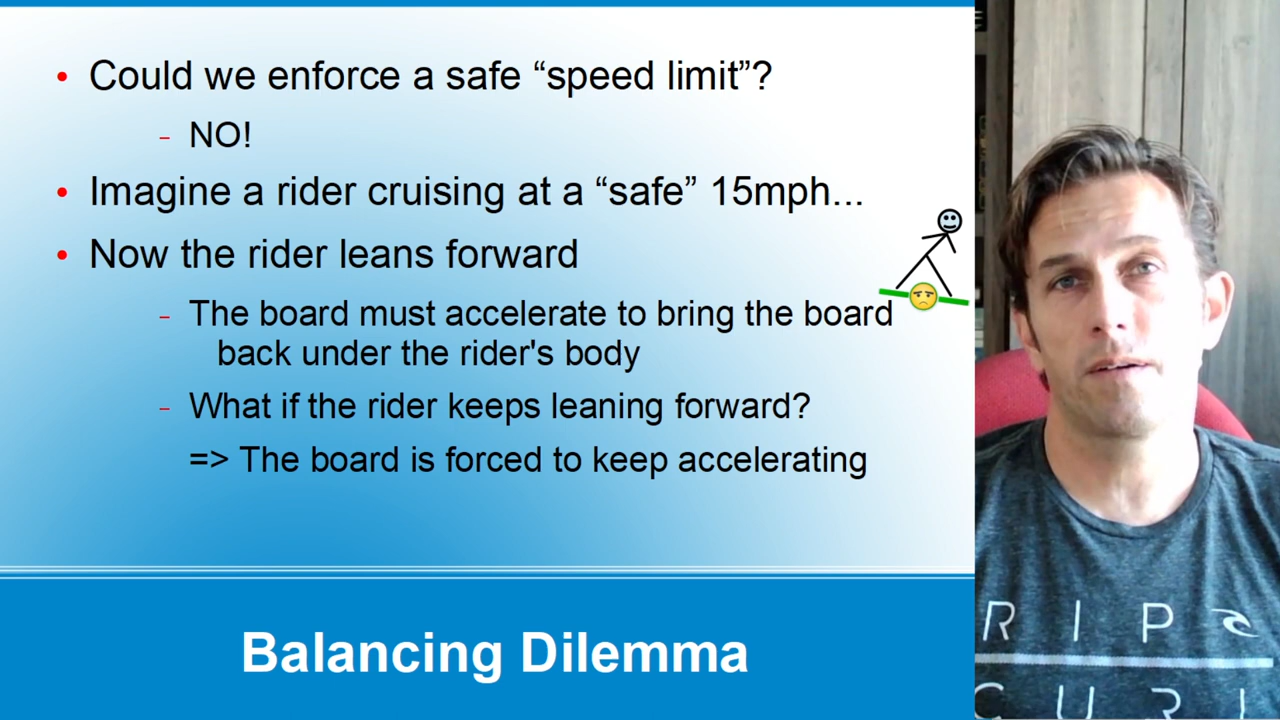 • Could we enforce a safe “speed limit”?
- NO!
• Imagine a rider cruising at a “safe” 15mph...
• Now the rider leans forward
- The board must accelerate to bring the board
back under the rider's body
- What if the rider keeps leaning forward?
=> The board is forced to keep accelerating
Balancing Dilemma
RIP
CURL